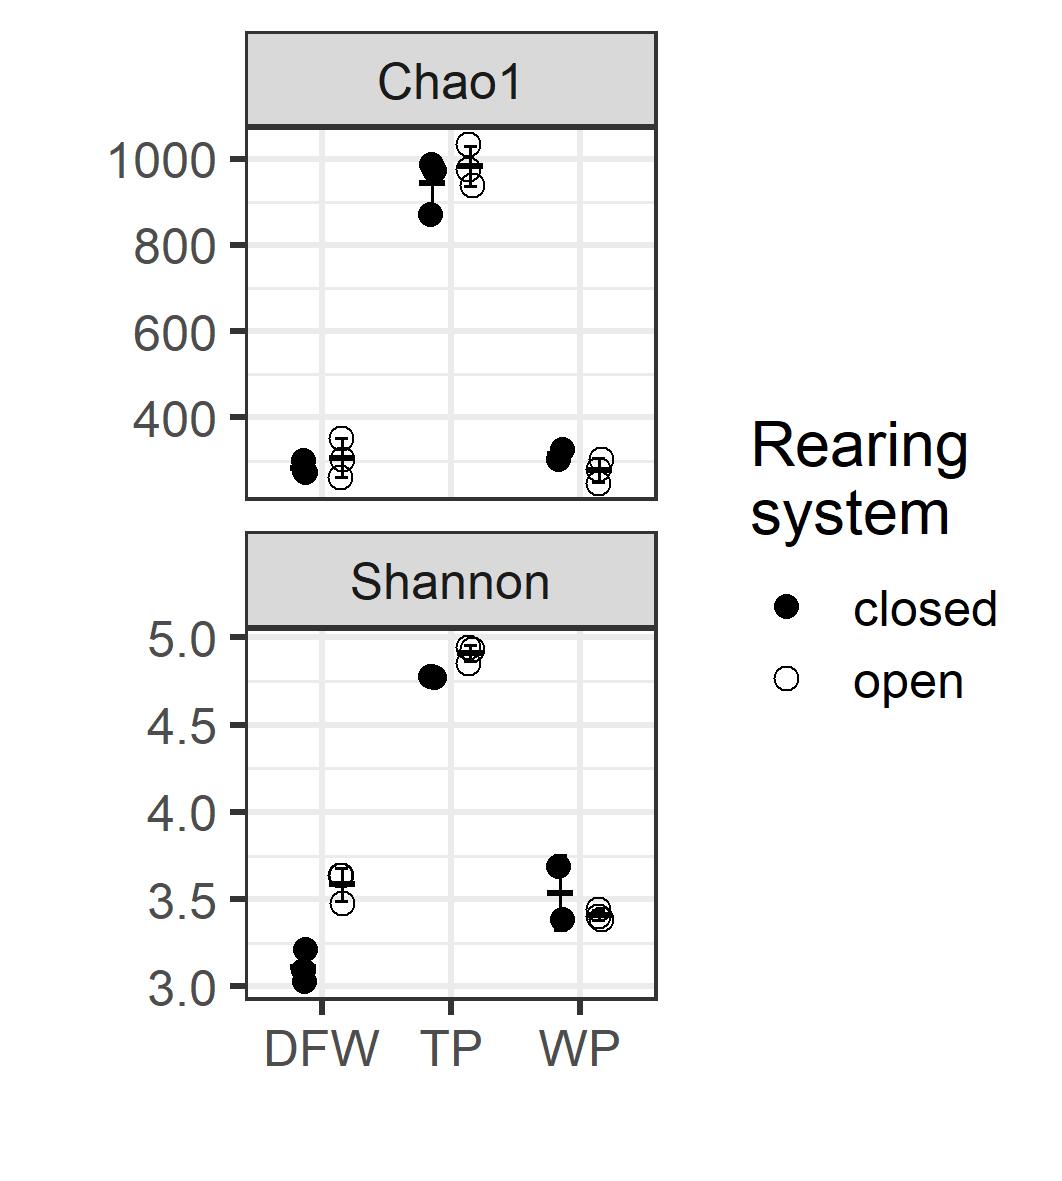 Chao1
1000
800
600
400
Shannon
5.0
4.5
4.0
3.5
3.0
DFW TP WP
Rearing
system
closed
open